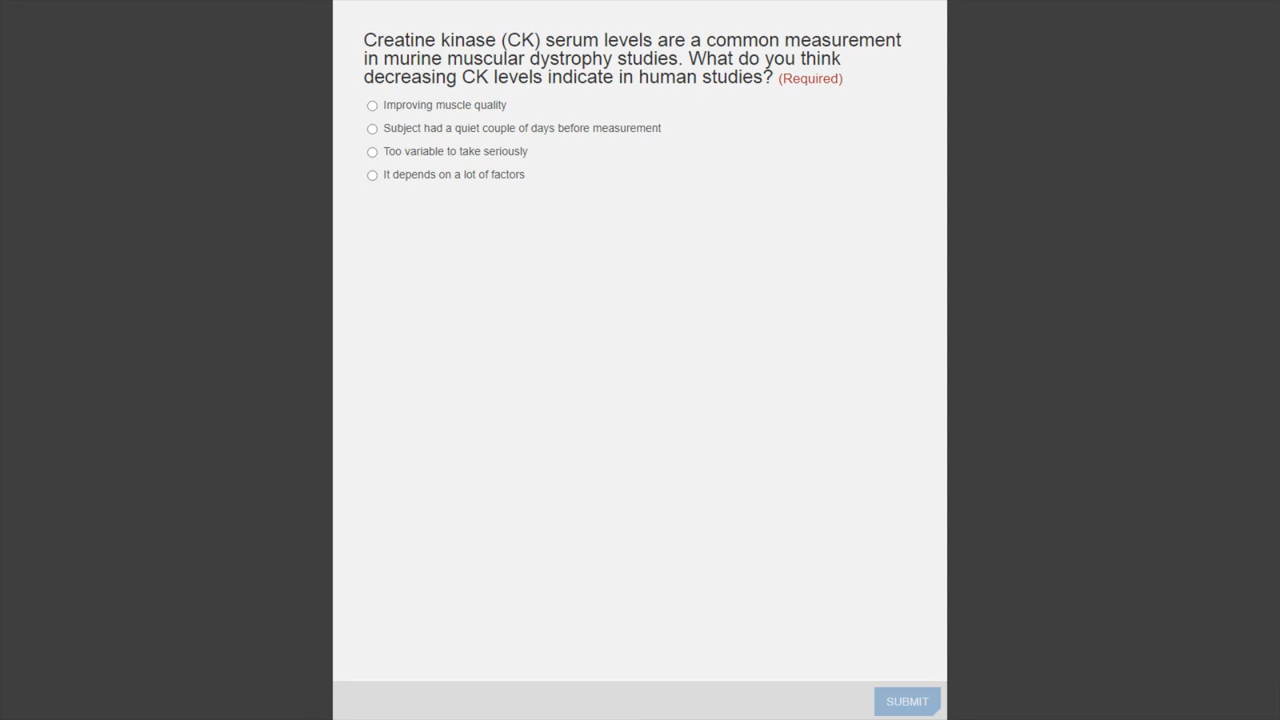 Creatine kinase (CK) serum levels are a common measurement
in murine muscular dystrophy studies. What do you think
decreasing CK levels indicate in human studies? (Required)
Improving muscle quality
Subject had a quiet couple of days before measurement
Too variable to take seriously
It depends on a lot of factors
SUBMIT